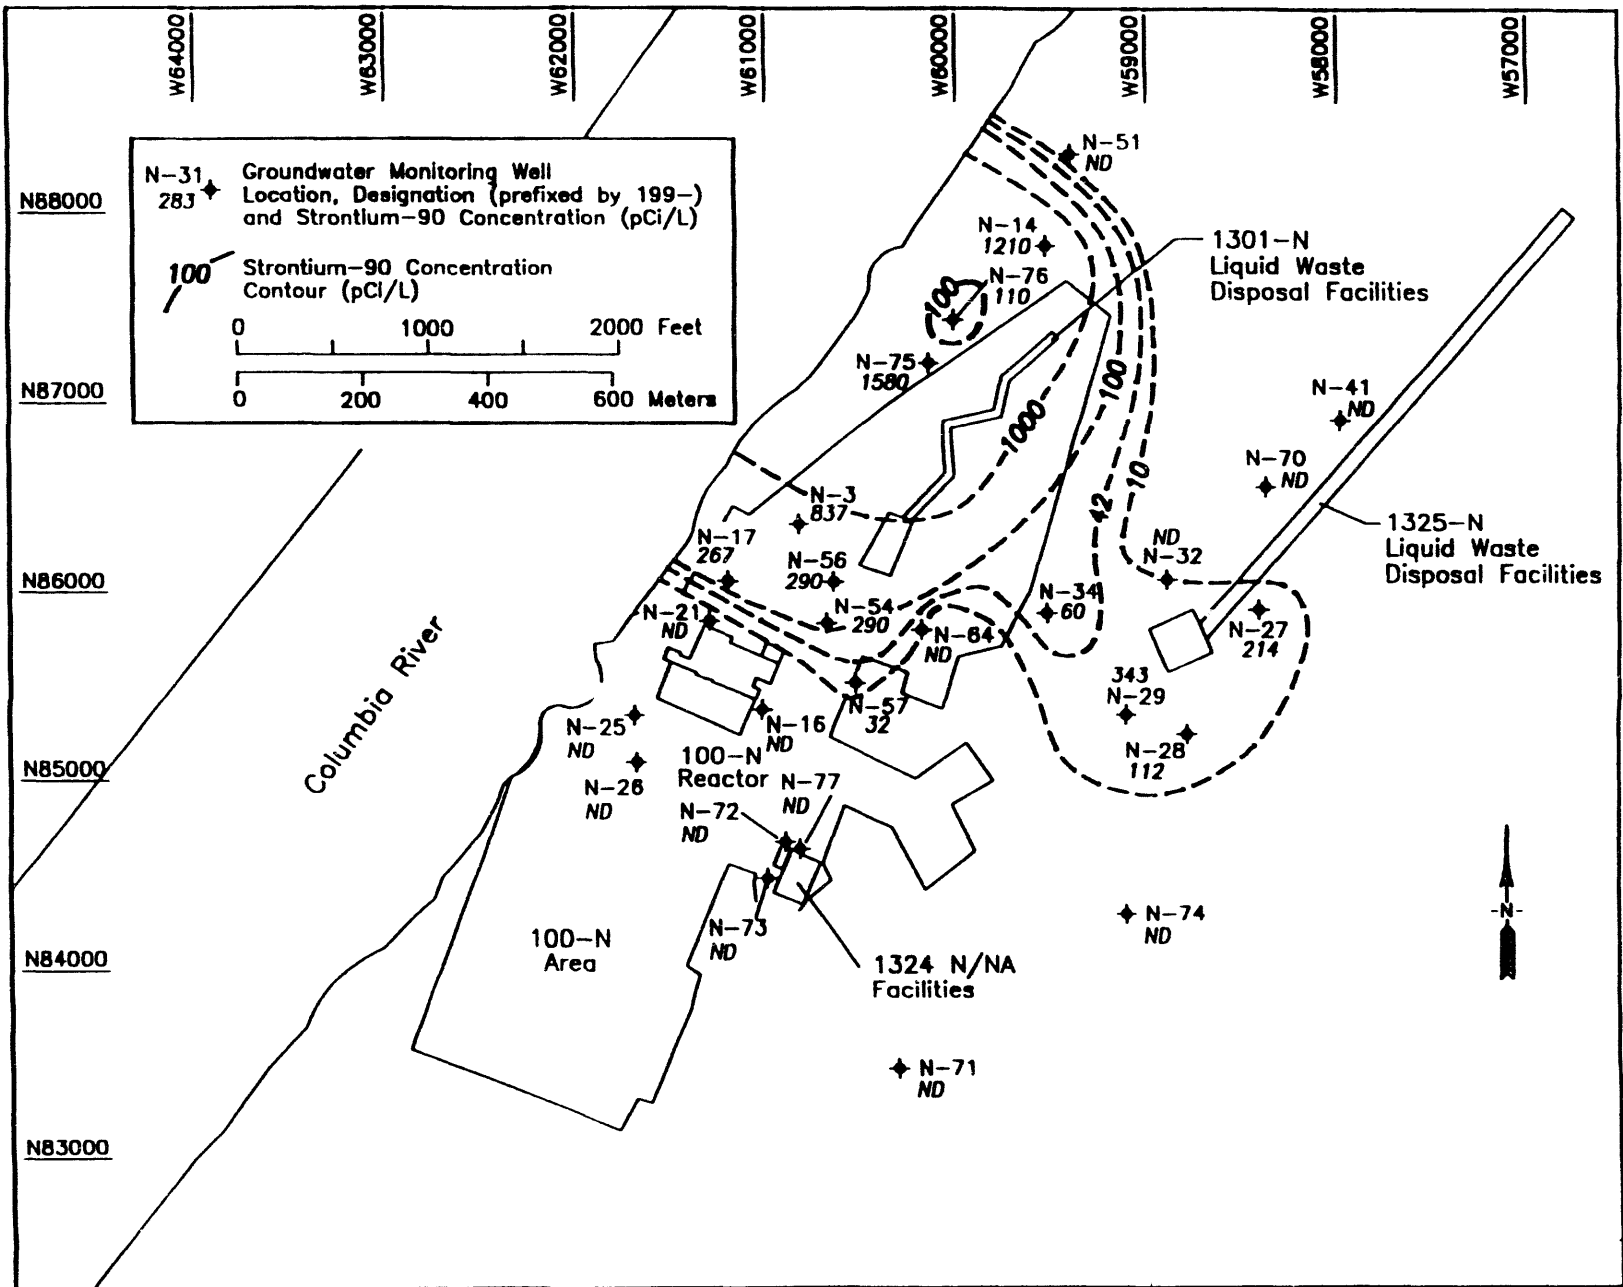 W64000
W63000
W62000
W61000
W60000
W59000
W58000
W57000
N-31
283
Groundwater Monitoring Well
Location, Designation (prefixed by 199-)
and Strontium-90 Concentration (pCi/L)
100
Strontium-90 Concentration
Contour (pCi/L)
0 1000 2000 Feet
0 200 400 600 Meters
N88000
N87000
N86000
N85000
N84000
N83000
N-51
ND
N-14
1210
N-76
110
100
N-75
1580
1301-N
Liquid Waste
Disposal Facilities
100
1000
N-41
ND
N-70
ND
10
42
N-3
837
N-17
267
N-56
290
N-54
290
N-21
ND
N-64
ND
N-34
60
ND
N-32
1325-N
Liquid Waste
Disposal Facilities
N-27
214
343
N-29
N-28
112
N-57
32
N-16
ND
N-25
ND
N-26
ND
100-N
Reactor
N-77
ND
N-72
ND
N-73
ND
Columbia River
100-N
Area
1324 N/NA
Facilities
N-74
ND
N-71
ND
-N-